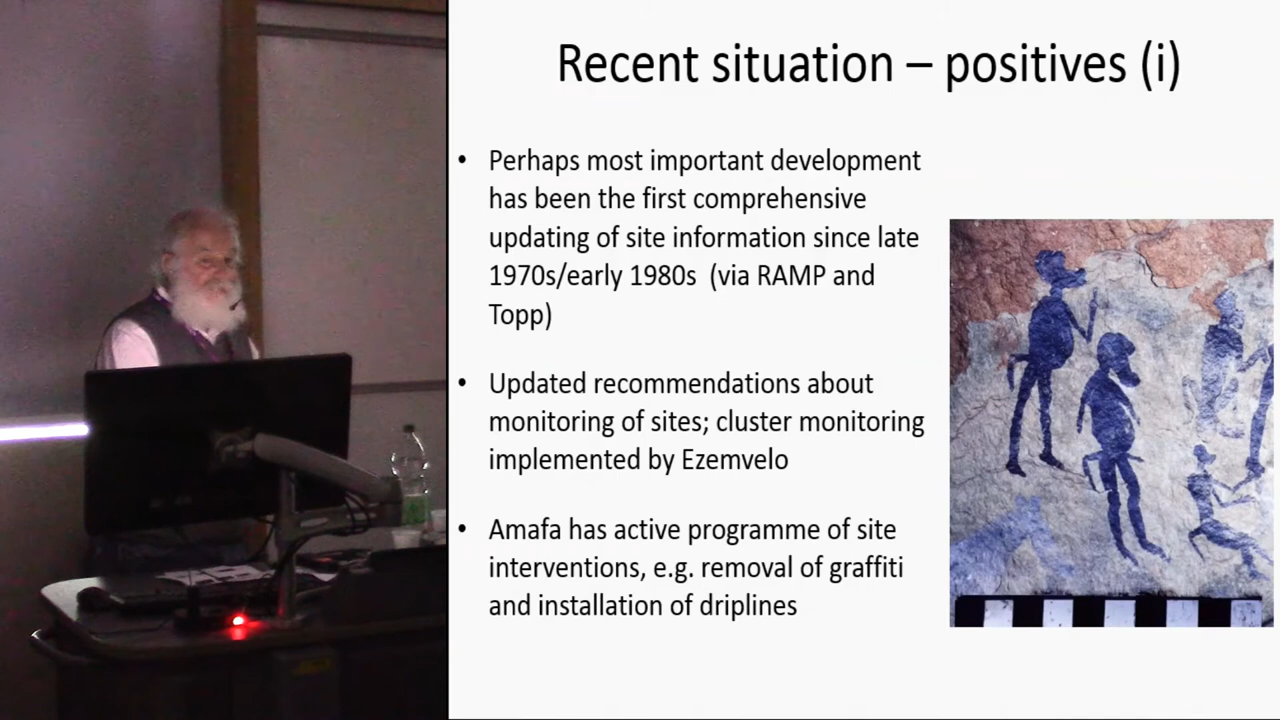 Recent situation – positives (i)
• Perhaps most important development
has been the first comprehensive
updating of site information since late
1970s/early 1980s  (via RAMP and
Topp)
• Updated recommendations about
monitoring of sites; cluster monitoring
implemented by Ezemvelo
• Amafa has active programme of site
interventions, e.g. removal of graffiti
and installation of driplines